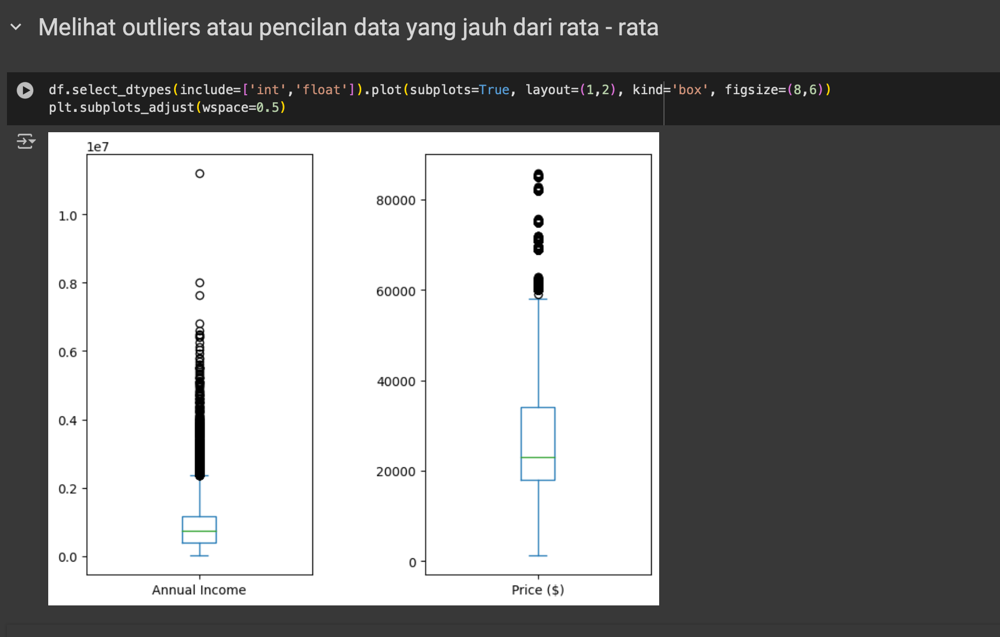 Melihat outliers atau pencilan data yang jauh dari rata - rata
df.select_dtypes(include=['int','float']).plot(subplots=True, layout=(1,2), kind='box', figsize=(8,6))
plt.subplots_adjust(wspace=0.5)
1e7
1.0
0.8
0.6
0.4
0.2
0.0
Annual Income
80000
60000
40000
20000
0
Price ($)